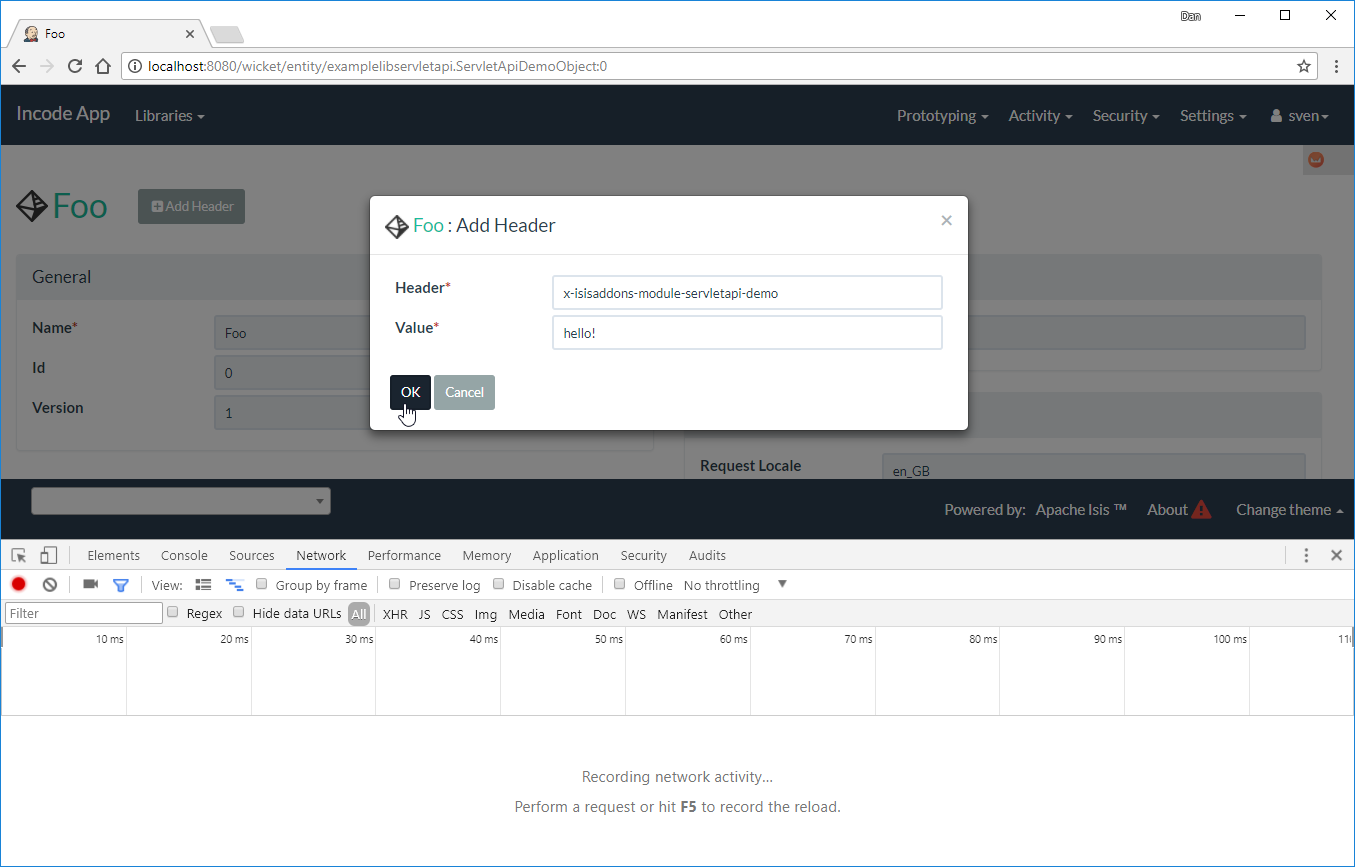 Dan
Foo
localhost:8080/wicket/entity/examplelibservletapi.ServletApiDemoObject:0
Incode App Libraries Prototyping Activity Security Settings sven
Foo Add Header
Foo : Add Header ×
Header* x-isisaddons-module-servletapi-demo
Value* hello!
OK Cancel
General
Name* Foo
Id 0
Version 1
Request Locale en_GB
Powered by: Apache Isis ™ About Change theme
Elements Console Sources Network Performance Memory Application Security Audits
View: Group by frame Preserve log Disable cache Offline No throttling
Filter Regex Hide data URLs All XHR JS CSS Img Media Font Doc WS Manifest Other
10 ms 20 ms 30 ms 40 ms 50 ms 60 ms 70 ms 80 ms 90 ms 100 ms 110
Recording network activity...
Perform a request or hit F5 to record the reload.